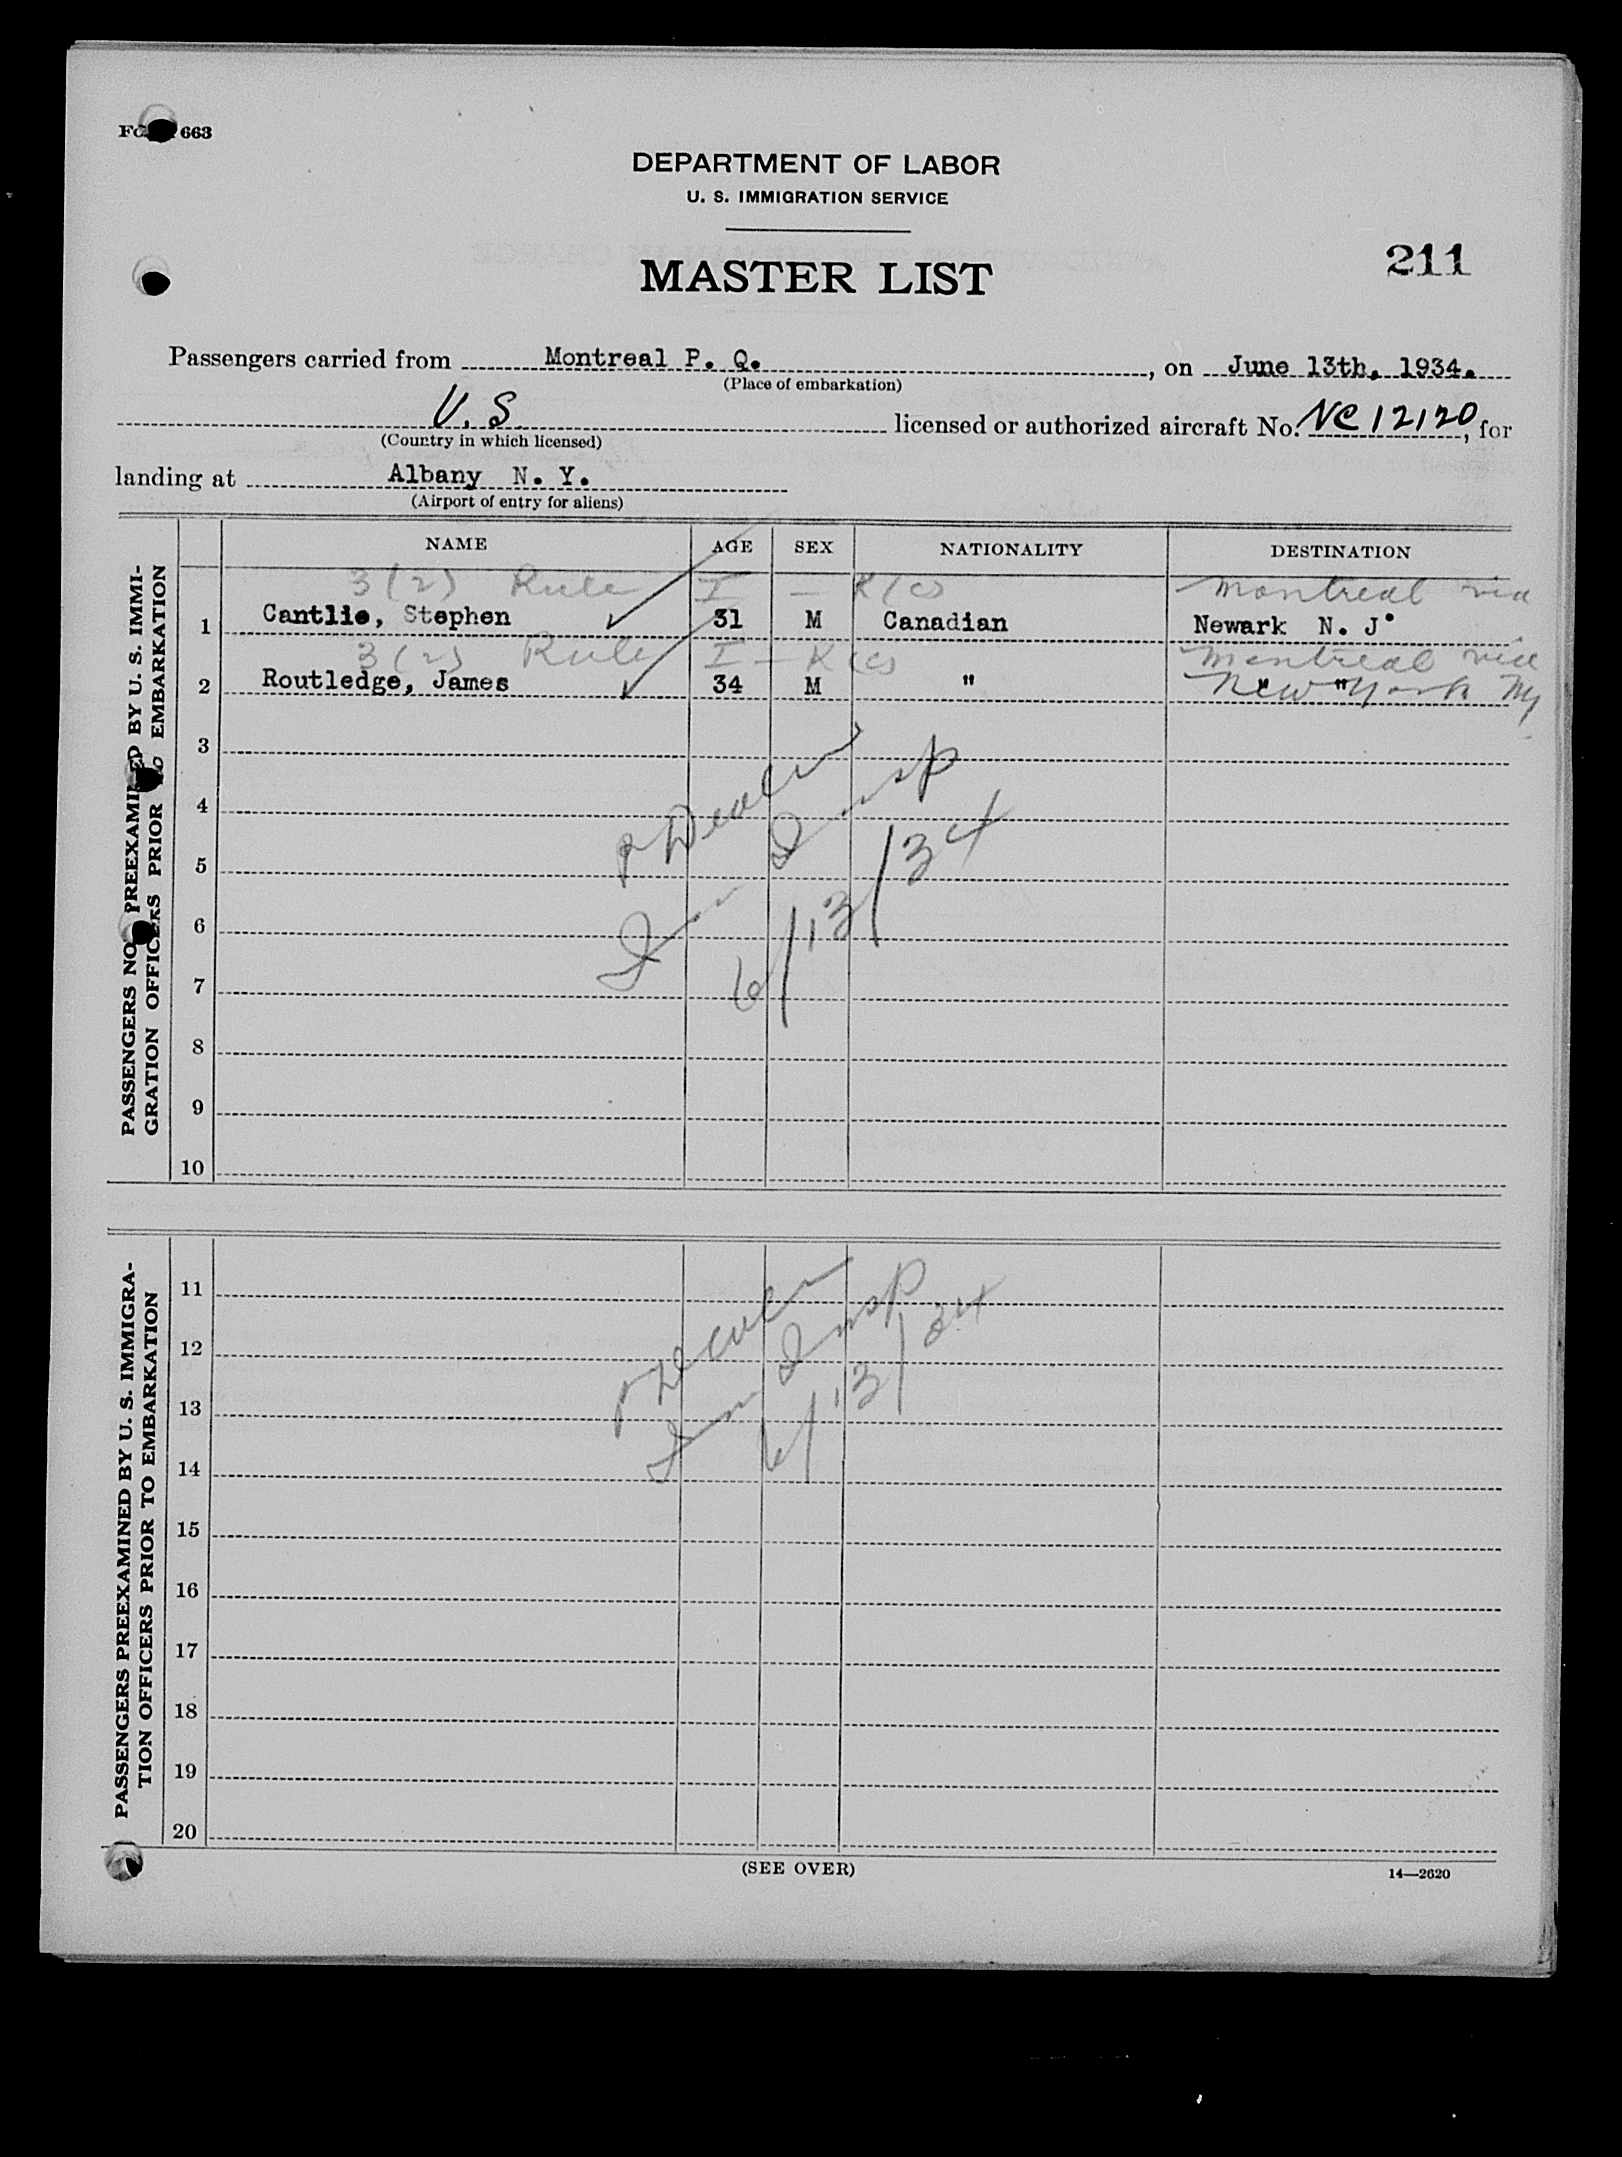 663
DEPARTMENT OF LABOR
U. S. IMMIGRATION SERVICE
MASTER LIST
211
Passengers carried from Montreal P. Q. , on June 13th, 1934.
(Place of embarkation)
U.S. licensed or authorized aircraft No. NC12120, for
(Country in which licensed)
landing at Albany N. Y.
(Airport of entry for aliens)
PASSENGERS NOT PREEXAMINED BY U. S. IMMI-
GRATION OFFICERS PRIOR TO EMBARKATION
NAME AGE SEX NATIONALITY DESTINATION
3(2) Rule I - K(c) Montreal via
1 Cantlie, Stephen 31 M Canadian Newark N. J.
3(2) Rule I - K(c) Montreal via
2 Routledge, James 34 M " " " New York Ny
3
4
5
6
7
8
9
10
Imm Insp
6/13/34
PASSENGERS PREEXAMINED BY U. S. IMMIGRA-
TION OFFICERS PRIOR TO EMBARKATION
11
12
13
14
15
16
17
18
19
20
Imm Insp
6/13/34
(SEE OVER)
14—2620